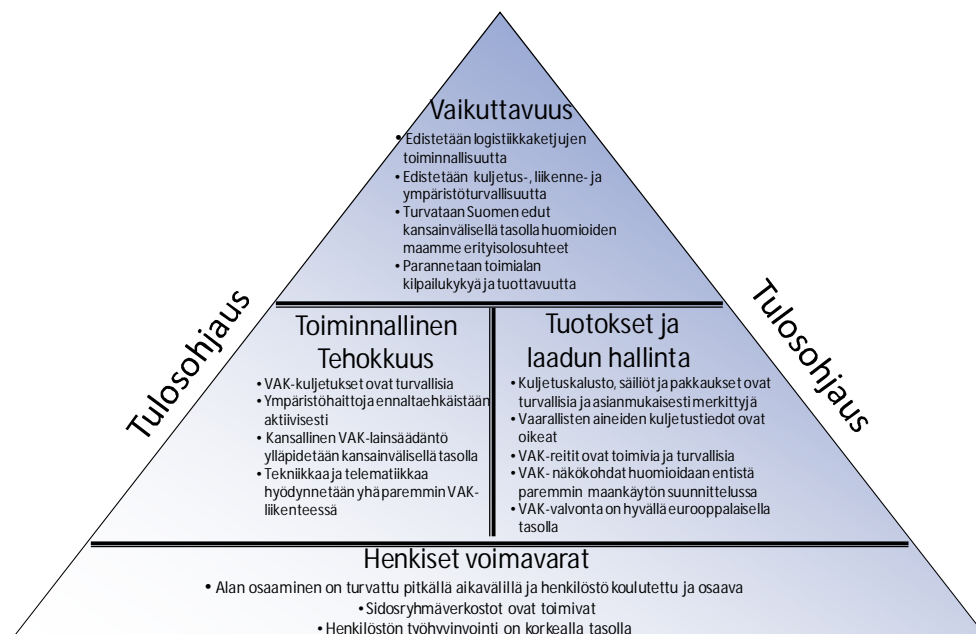 Vaikuttavuus
• Edistetään logistiikkaketjujen
toiminnallisuutta
• Edistetään kuljetus-, liikenne- ja
ympäristöturvallisuutta
• Turvataan Suomen edut
kansainvälisellä tasolla huomioiden
maamme erityisolosuhteet
• Parannetaan toimialan
kilpailukykyä ja tuottavuutta
Tulosohjaus
Tulosohjaus
Toiminnallinen
Tehokkuus
• VAK-kuljetukset ovat turvallisia
• Ympäristöhaittoja ennaltaehkäistään
aktiivisesti
• Kansallinen VAK-lainsäädäntö
ylläpidetään kansainvälisellä tasolla
• Tekniikkaa ja telematiikkaa
hyödynnetään yhä paremmin VAK-
liikenteessä
Tuotokset ja
laadun hallinta
• Kuljetuskalusto, säiliöt ja pakkaukset ovat
turvallisia ja asianmukaisesti merkittyjä
• Vaarallisten aineiden kuljetustiedot ovat
oikeat
• VAK-reitit ovat toimivia ja turvallisia
• VAK- näkökohdat huomioidaan entistä
paremmin maankäytön suunnittelussa
• VAK-valvonta on hyvällä eurooppalaisella
tasolla
Henkiset voimavarat
• Alan osaaminen on turvattu pitkällä aikavälillä ja henkilöstö koulutettu ja osaava
• Sidosryhmäverkostot ovat toimivat
• Henkilöstön työhyvinvointi on korkealla tasolla